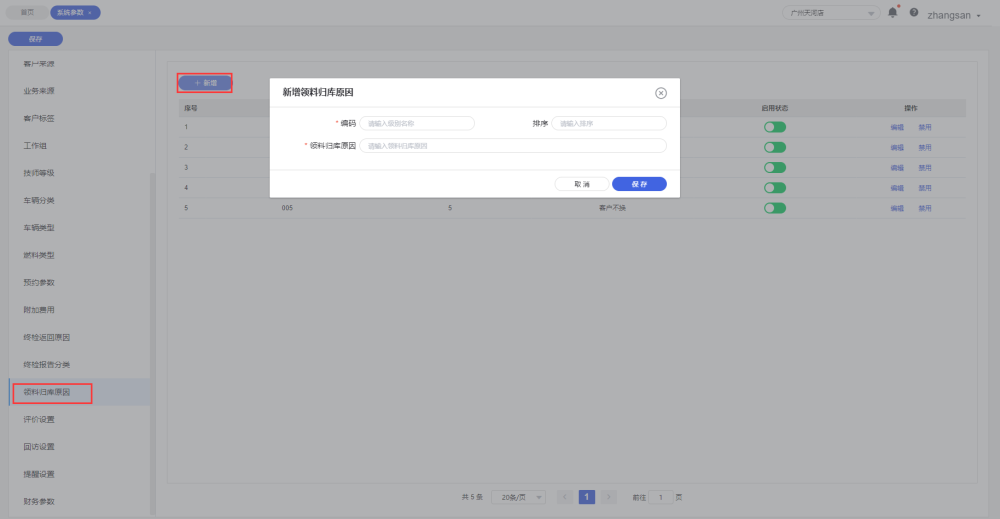 首页
系统参数
广州天河店
zhangsan
保存
客户来源
业务来源
客户标签
工作组
技师等级
车辆分类
车辆类型
燃料类型
预约参数
附加费用
终检返回原因
终检报告分类
领料归库原因
评价设置
回访设置
提醒设置
财务参数
+ 新增
序号 启用状态 操作
1 编辑 禁用
2 编辑 禁用
3 编辑 禁用
4 编辑 禁用
5 005 5 客户不换 编辑 禁用
新增领料归库原因
* 编码 请输入级别名称 排序 请输入排序
* 领料归库原因 请输入领料归库原因
取消 保存
共 5 条 20条/页 < 1 > 前往 1 页